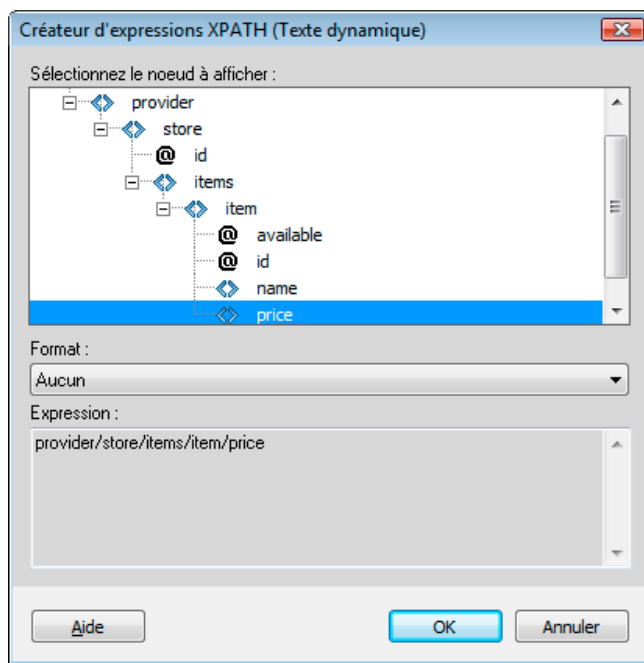 Créateur d'expressions XPATH (Texte dynamique)
Sélectionnez le noeud à afficher :
provider
store
@ id
items
item
@ available
@ id
name
price
Format :
Aucun
Expression :
provider/store/items/item/price
Aide
OK
Annuler